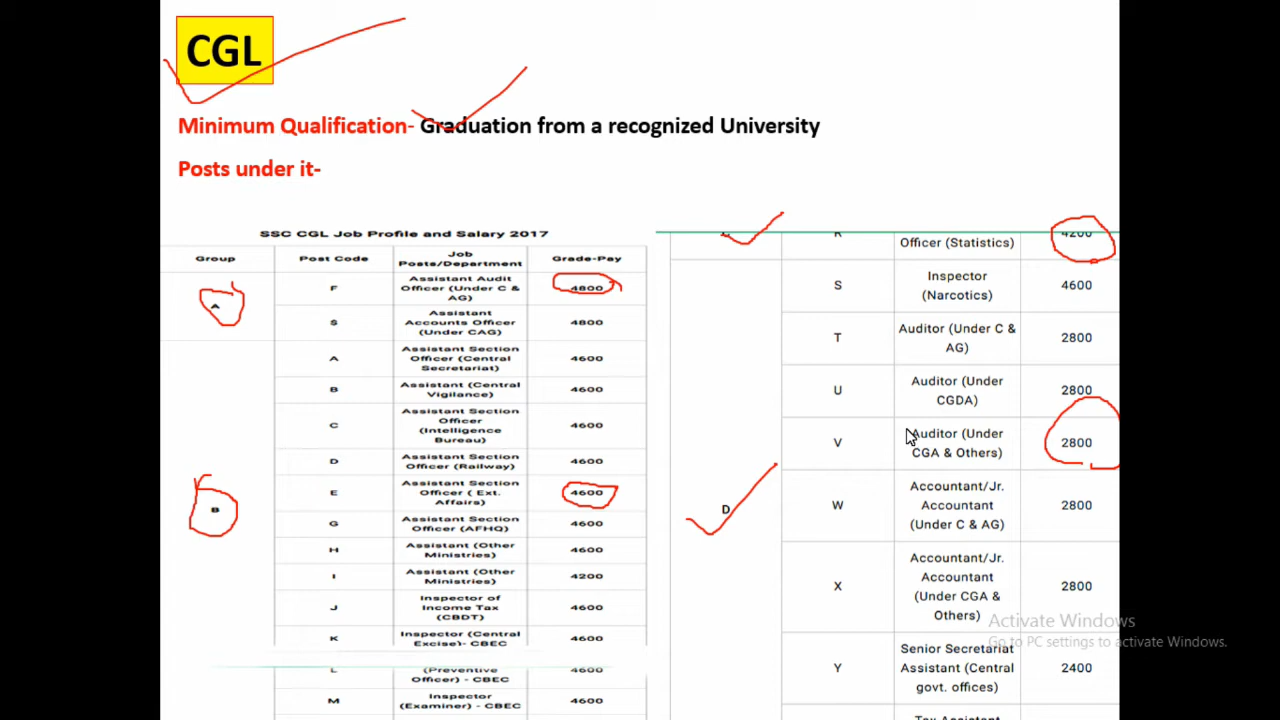 CGL
Minimum Qualification- Graduation from a recognized University
Posts under it-
SSC CGL Job Profile and Salary 2017
Group
Post Code
Job
Posts/Department
Grade-Pay
A
F
Assistant Audit
Officer (Under C &
AG)
4800
S
Assistant
Accounts Officer
(Under CAG)
4800
B
A
Assistant Section
Officer (Central
Secretariat)
4600
B
Assistant (Central
Vigilance)
4600
C
Assistant Section
Officer
(Intelligence
Bureau)
4600
D
Assistant Section
Officer (Railway)
4600
E
Assistant Section
Officer ( Ext.
Affairs)
4600
G
Assistant Section
Officer (AFHQ)
4600
H
Assistant (Other
Ministries)
4600
I
Assistant (Other
Ministries)
4200
J
Inspector of
Income Tax
(CBDT)
4600
K
Inspector (Central
Excise)- CBEC
4600
L
(Preventive
Officer) - CBEC
4600
M
Inspector
(Examiner) - CBEC
4600
R
Officer (Statistics)
4200
S
Inspector
(Narcotics)
4600
T
Auditor (Under C &
AG)
2800
U
Auditor (Under
CGDA)
2800
V
Auditor (Under
CGA & Others)
2800
D
W
Accountant/Jr.
Accountant
(Under C & AG)
2800
X
Accountant/Jr.
Accountant
(Under CGA &
Others)
2800
Y
Senior Secretariat
Assistant (Central
govt. offices)
2400
Tax Assistant
Activate Windows
Go to PC settings to activate Windows.